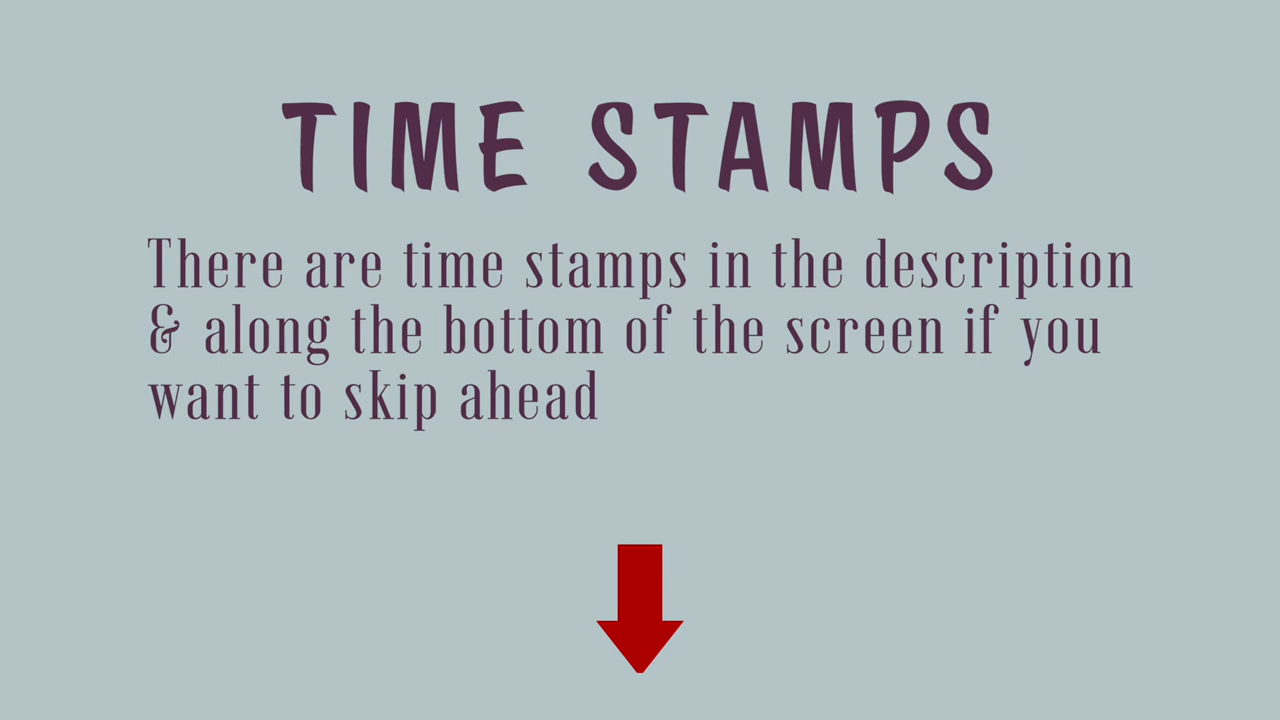 TIME STAMPS
There are time stamps in the description
& along the bottom of the screen if you
want to skip ahead